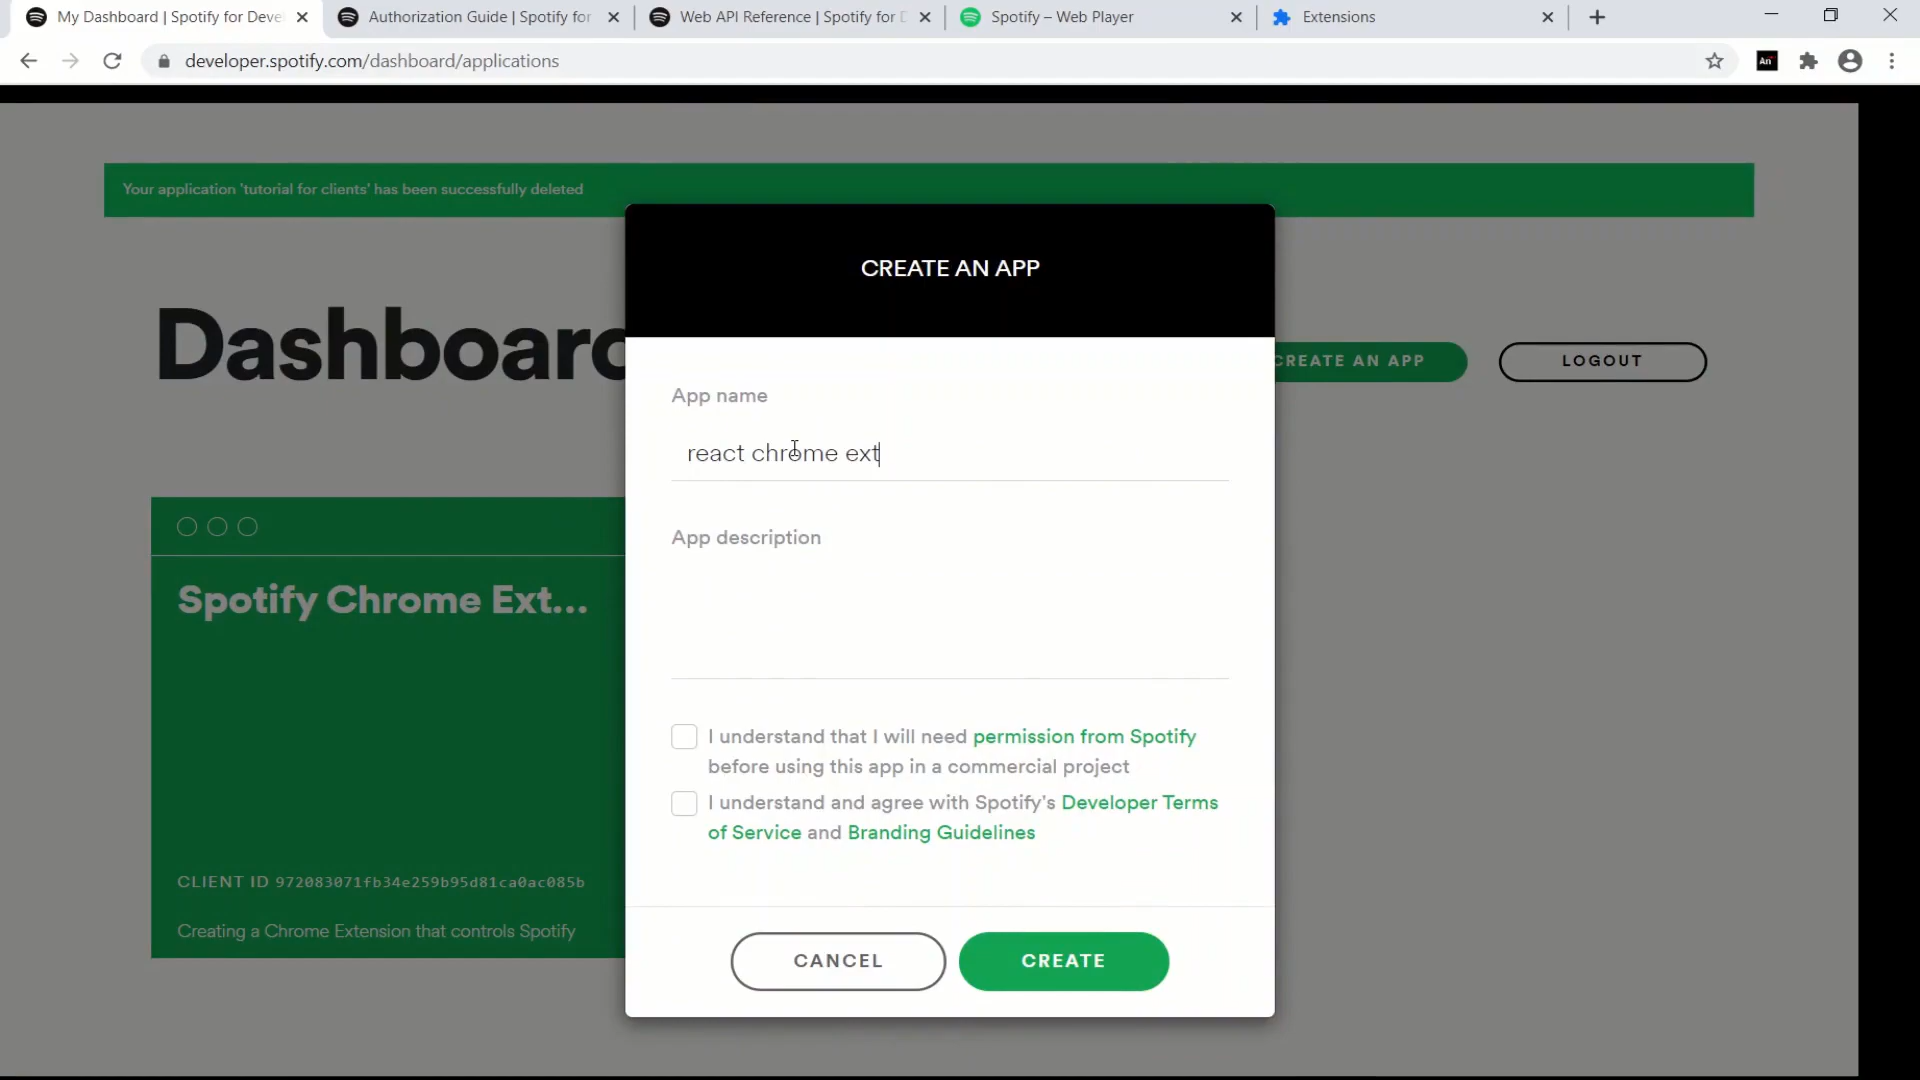 My Dashboard | Spotify for Deve
Authorization Guide | Spotify for
Web API Reference | Spotify for D
Spotify – Web Player
Extensions
developer.spotify.com/dashboard/applications
Your application 'tutorial for clients' has been successfully deleted
CREATE AN APP
Dashboard
CREATE AN APP
LOGOUT
App name
react chrome ext
App description
Spotify Chrome Ext...
I understand that I will need permission from Spotify
before using this app in a commercial project
I understand and agree with Spotify's Developer Terms
of Service and Branding Guidelines
CLIENT ID 972083071fb34e259b95d81ca0ac085b
Creating a Chrome Extension that controls Spotify
CANCEL
CREATE